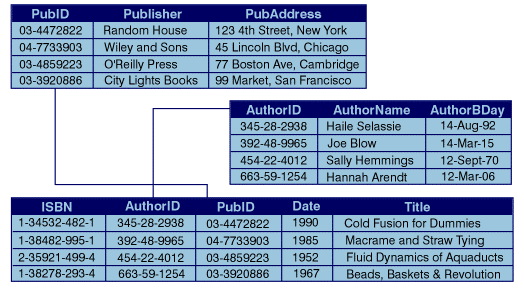 PubID Publisher PubAddress
03-4472822 Random House 123 4th Street, New York
04-7733903 Wiley and Sons 45 Lincoln Blvd, Chicago
03-4859223 O'Reilly Press 77 Boston Ave, Cambridge
03-3920886 City Lights Books 99 Market, San Francisco
AuthorID AuthorName AuthorBDay
345-28-2938 Haile Selassie 14-Aug-92
392-48-9965 Joe Blow 14-Mar-15
454-22-4012 Sally Hemmings 12-Sept-70
663-59-1254 Hannah Arendt 12-Mar-06
ISBN AuthorID PubID Date Title
1-34532-482-1 345-28-2938 03-4472822 1990 Cold Fusion for Dummies
1-38482-995-1 392-48-9965 04-7733903 1985 Macrame and Straw Tying
2-35921-499-4 454-22-4012 03-4859223 1952 Fluid Dynamics of Aquaducts
1-38278-293-4 663-59-1254 03-3920886 1967 Beads, Baskets & Revolution